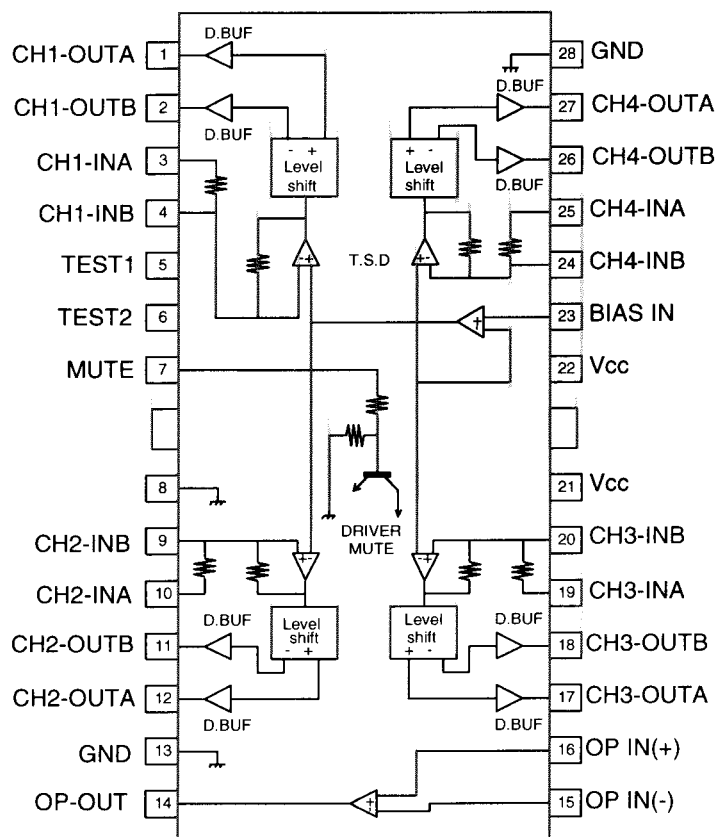 D.BUF
CH1-OUTA 1
CH1-OUTB 2
D.BUF
CH1-INA 3
- +
Level
shift
CH1-INB 4
TEST1 5
-+
TEST2 6
MUTE 7
8
DRIVER
MUTE
CH2-INB 9
+-
CH2-INA 10
Level
shift
- +
D.BUF
CH2-OUTB 11
CH2-OUTA 12
D.BUF
GND 13
OP-OUT 14
+
28 GND
D.BUF
27 CH4-OUTA
26 CH4-OUTB
D.BUF
+ -
Level
shift
25 CH4-INA
T.S.D
-+
24 CH4-INB
+
23 BIAS IN
22 Vcc
21 Vcc
20 CH3-INB
-+
19 CH3-INA
Level
shift
+ -
D.BUF
18 CH3-OUTB
17 CH3-OUTA
D.BUF
16 OP IN(+)
15 OP IN(-)